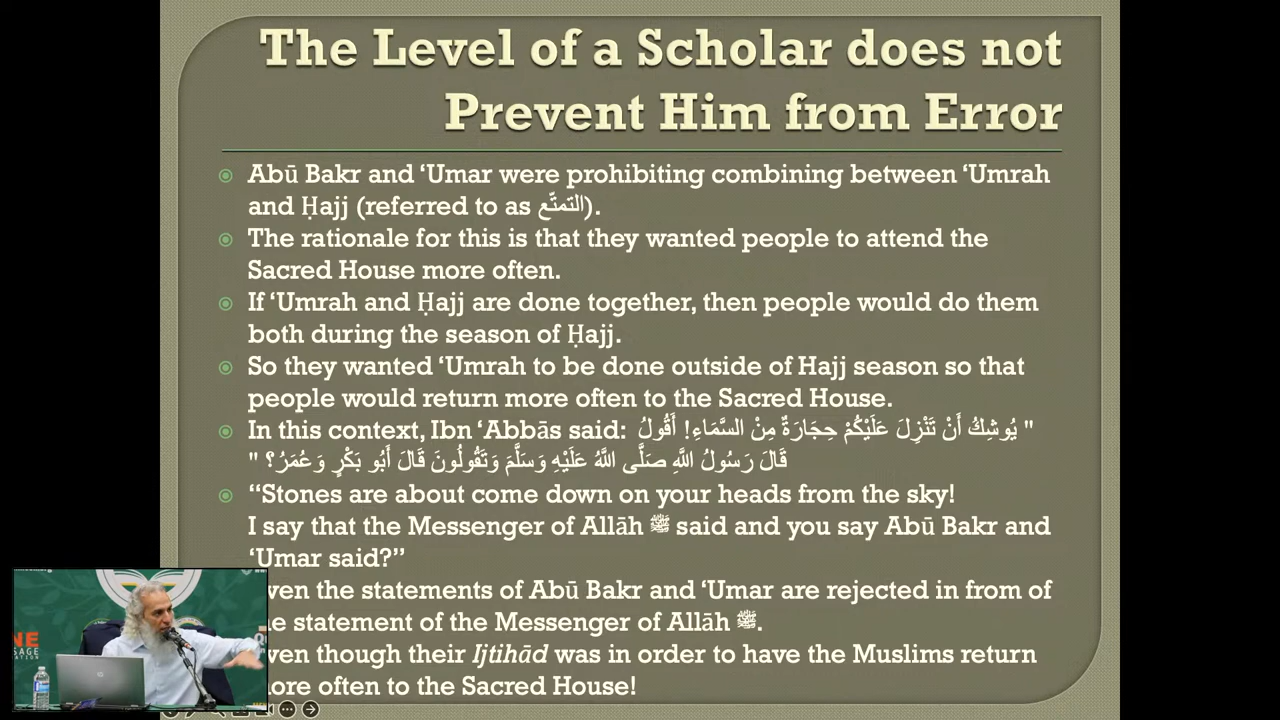 The Level of a Scholar does not
Prevent Him from Error
Abū Bakr and ‘Umar were prohibiting combining between ‘Umrah
and Ḥajj (referred to as التمتّع).
The rationale for this is that they wanted people to attend the
Sacred House more often.
If ‘Umrah and Ḥajj are done together, then people would do them
both during the season of Ḥajj.
So they wanted ‘Umrah to be done outside of Hajj season so that
people would return more often to the Sacred House.
In this context, Ibn ‘Abbās said: " يُوشِكُ أَنْ تَنْزِلَ عَلَيْكُمْ حِجَارَةٌ مِنْ السَّمَاءِ! أَقُولُ
قَالَ رَسُولُ اللَّهِ صَلَّى اللَّهُ عَلَيْهِ وَسَلَّمَ وَتَقُولُونَ قَالَ أَبُو بَكْرٍ وَعُمَرُ؟ "
“Stones are about come down on your heads from the sky!
I say that the Messenger of Allāh ﷺ said and you say Abū Bakr and
‘Umar said?”
ven the statements of Abū Bakr and ‘Umar are rejected in from of
e statement of the Messenger of Allāh ﷺ.
ven though their Ijtihād was in order to have the Muslims return
ore often to the Sacred House!
NE
SAGE